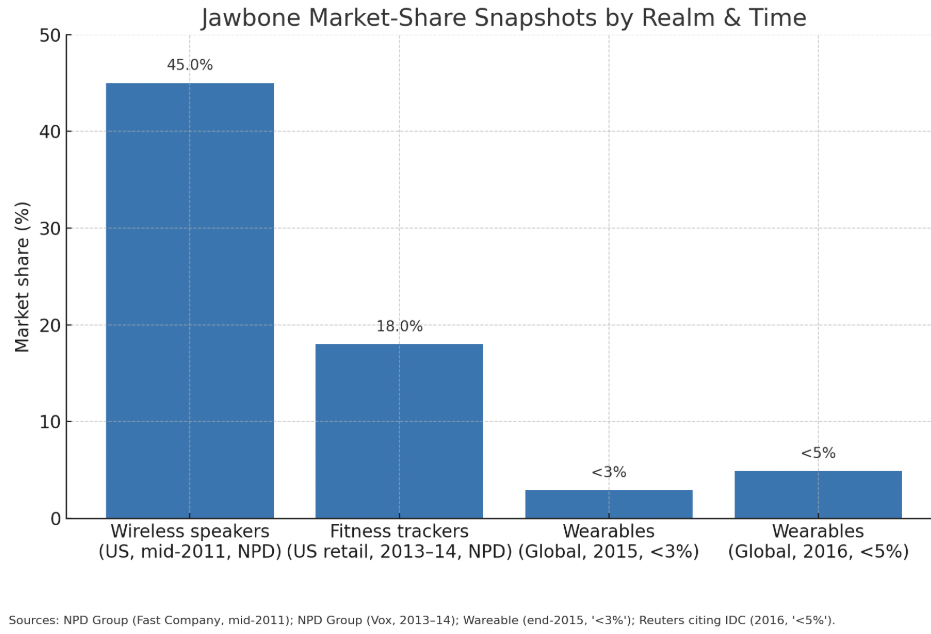 Jawbone Market-Share Snapshots by Realm & Time
50
40
30
20
10
0
Market share (%)
45.0%
18.0%
<3%
<5%
Wireless speakers
(US, mid-2011, NPD)
Fitness trackers
(US retail, 2013–14, NPD)
Wearables
(Global, 2015, <3%)
Wearables
(Global, 2016, <5%)
Sources: NPD Group (Fast Company, mid-2011); NPD Group (Vox, 2013–14); Wareable (end-2015, '<3%'); Reuters citing IDC (2016, '<5%').